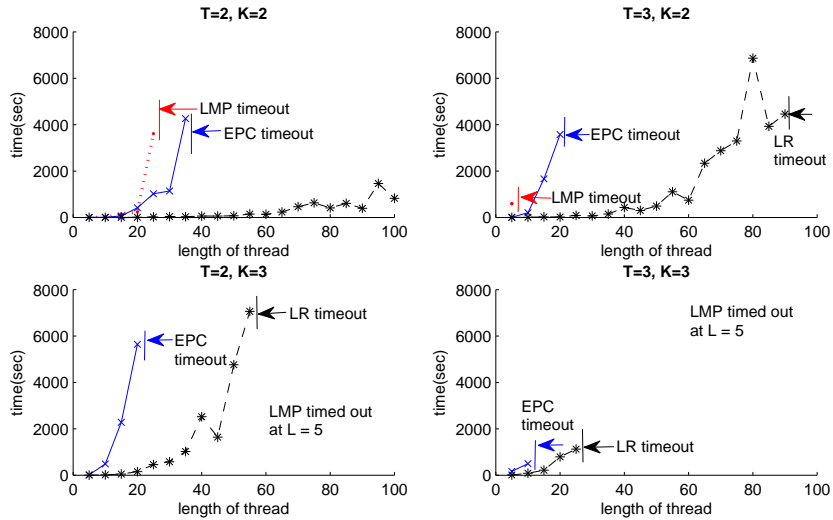 T=2, K=2
8000
6000
4000
2000
0
time(sec)
0
20
40
60
80
100
length of thread
LMP timeout
EPC timeout
T=3, K=2
8000
6000
4000
2000
0
time(sec)
0
20
40
60
80
100
length of thread
EPC timeout
LMP timeout
LR
timeout
T=2, K=3
8000
6000
4000
2000
0
time(sec)
0
20
40
60
80
100
length of thread
EPC
timeout
LR timeout
LMP timed out
at L = 5
T=3, K=3
8000
6000
4000
2000
0
time(sec)
0
20
40
60
80
100
length of thread
LMP timed out
at L = 5
EPC
timeout
LR timeout